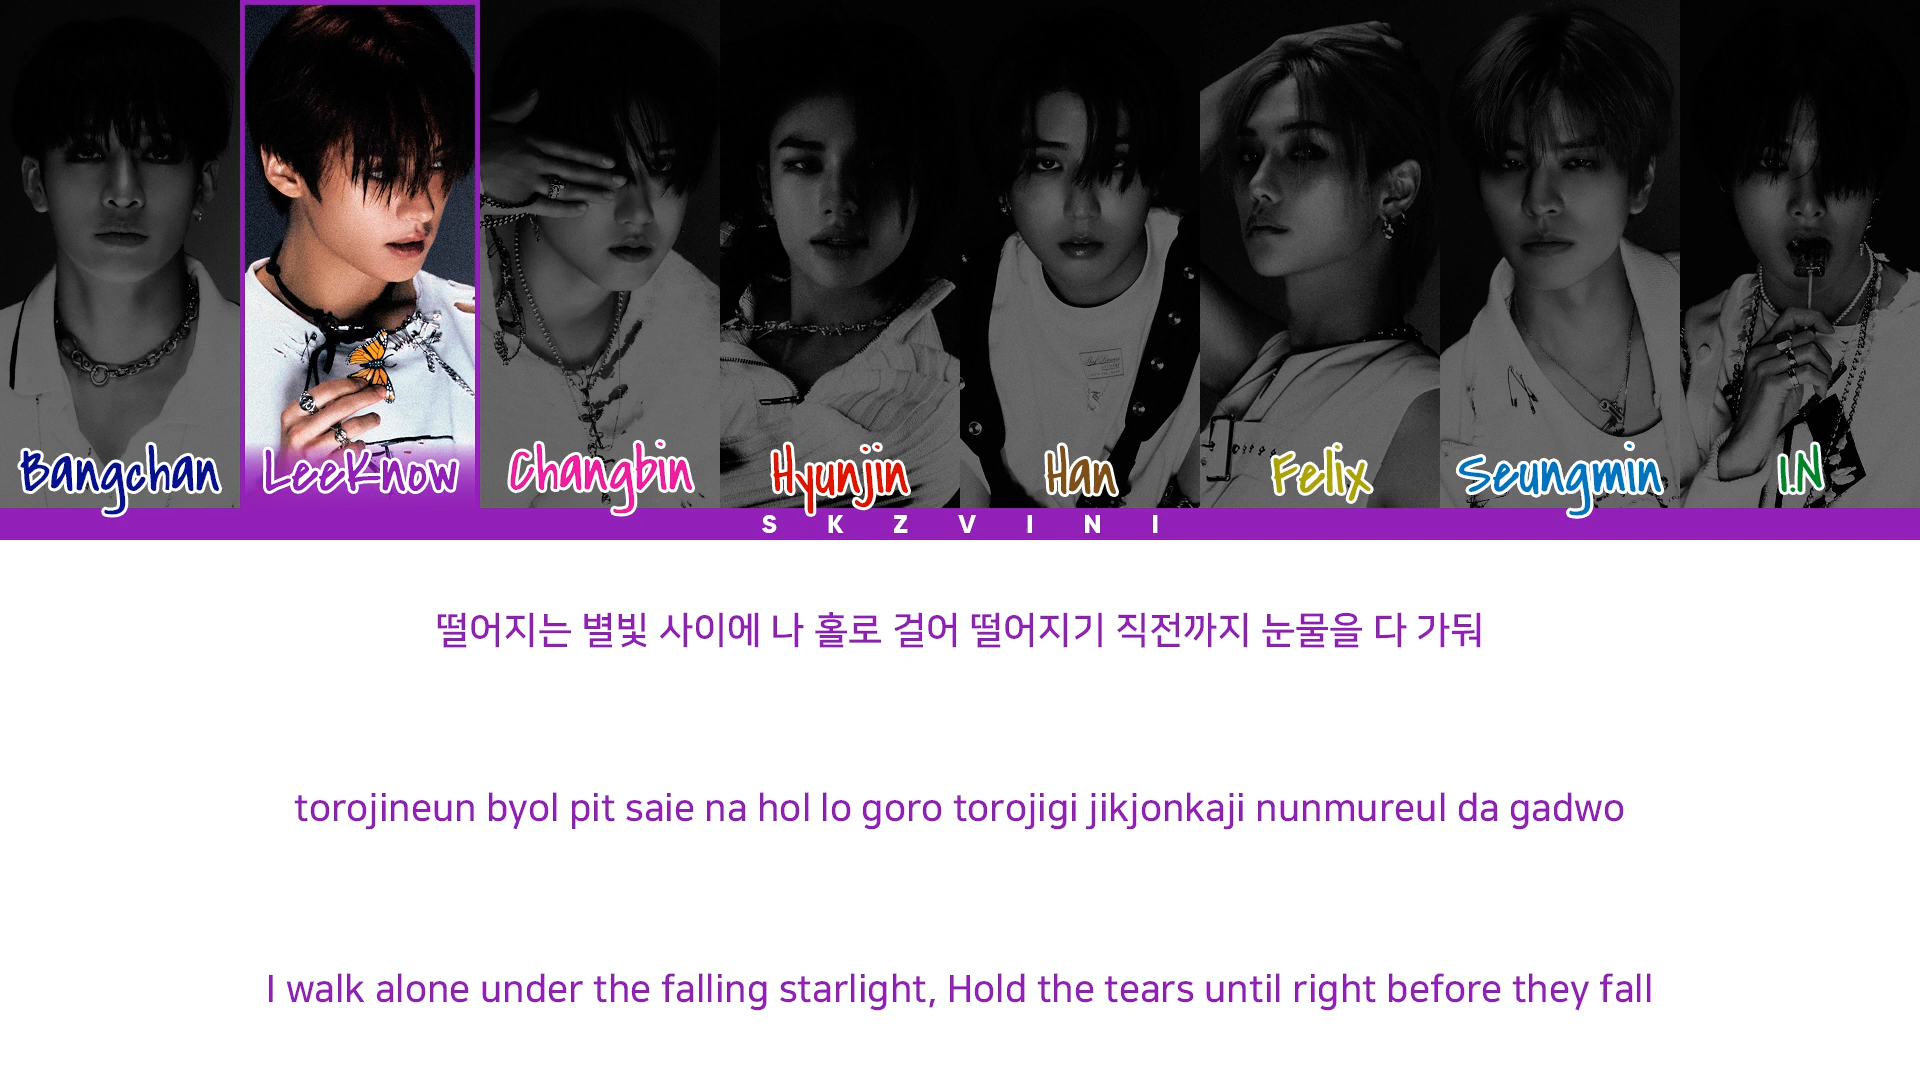 Bangchan LeeKnow Changbin Hyunjin Han Felix Seungmin I.N
SKZVINI
떨어지는 별빛 사이에 나 홀로 걸어 떨어지기 직전까지 눈물을 다 가둬
torojineun byol pit saie na hol lo goro torojigi jikjonkaji nunmureul da gadwo
I walk alone under the falling starlight, Hold the tears until right before they fall